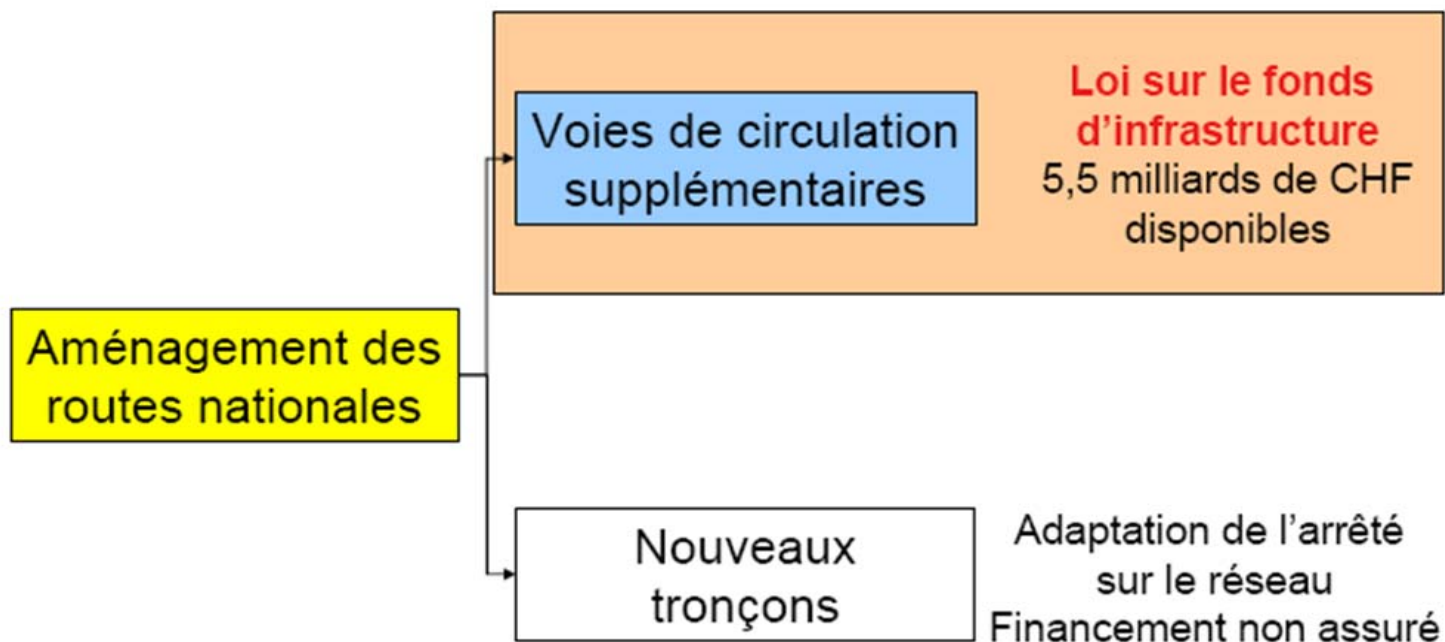 Voies de circulation
supplémentaires
Loi sur le fonds
d’infrastructure
5,5 milliards de CHF
disponibles
Aménagement des
routes nationales
Nouveaux
tronçons
Adaptation de l’arrêté
sur le réseau
Financement non assuré